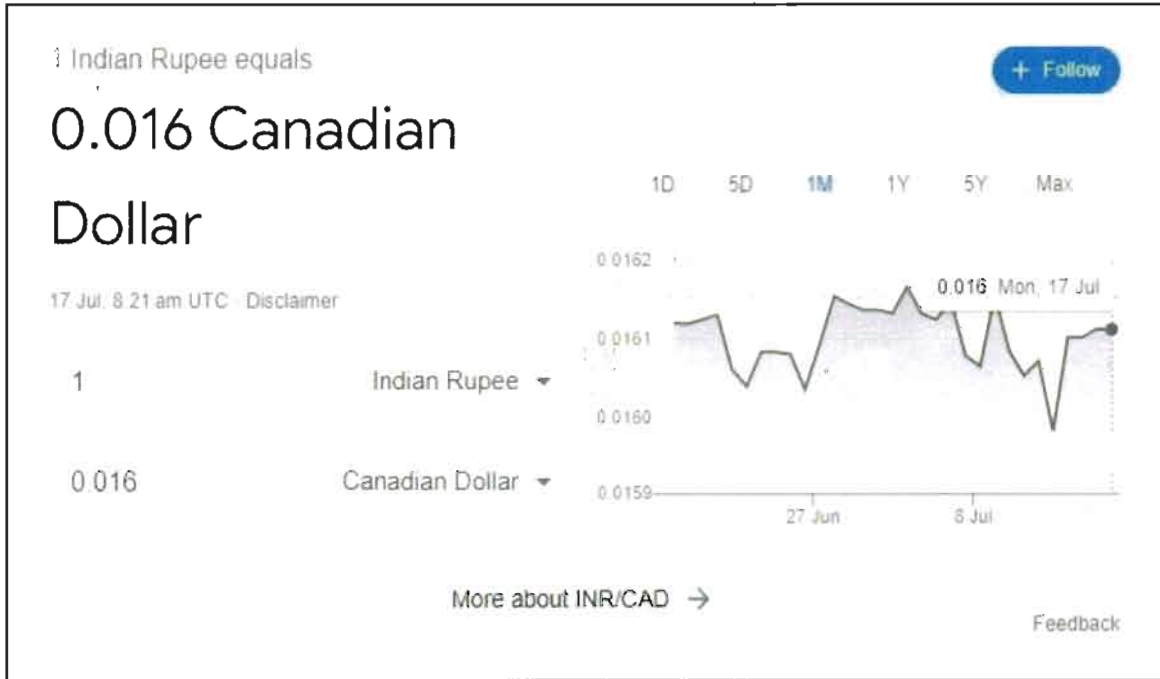 1 Indian Rupee equals
+ Follow
0.016 Canadian
Dollar
17 Jul, 8:21 am UTC · Disclaimer
1 Indian Rupee
0.016 Canadian Dollar
1D 5D 1M 1Y 5Y Max
0.0162
0.016 Mon, 17 Jul
0.0161
0.0160
0.0159
27 Jun 8 Jul
More about INR/CAD →
Feedback